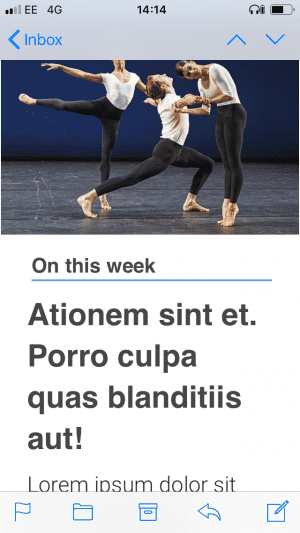 EE 4G 14:14
Inbox
On this week
Ationem sint et.
Porro culpa
quas blanditiis
aut!
Lorem ipsum dolor sit